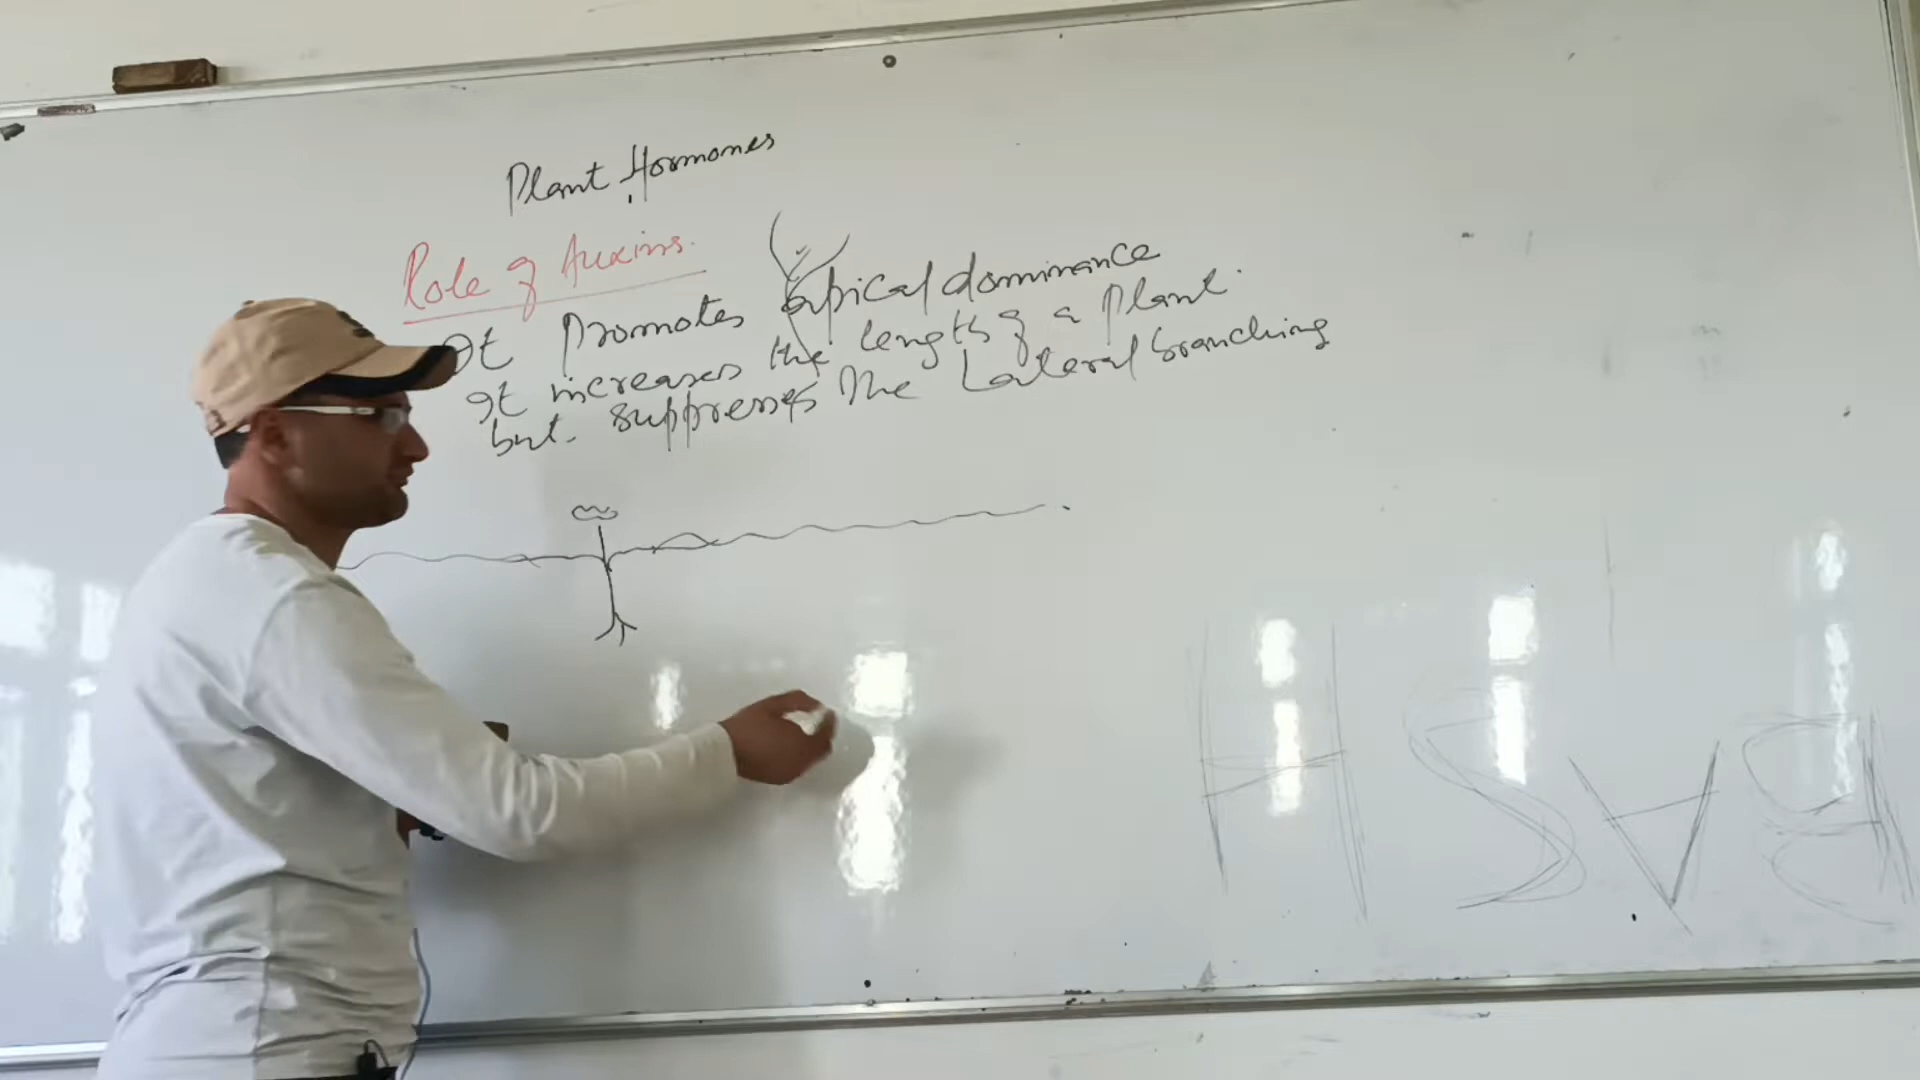 Plant Hormones
Role of Auxins.
It promotes apical dominance
It increases the length of a plant.
but suppresses the Lateral branching
BASH